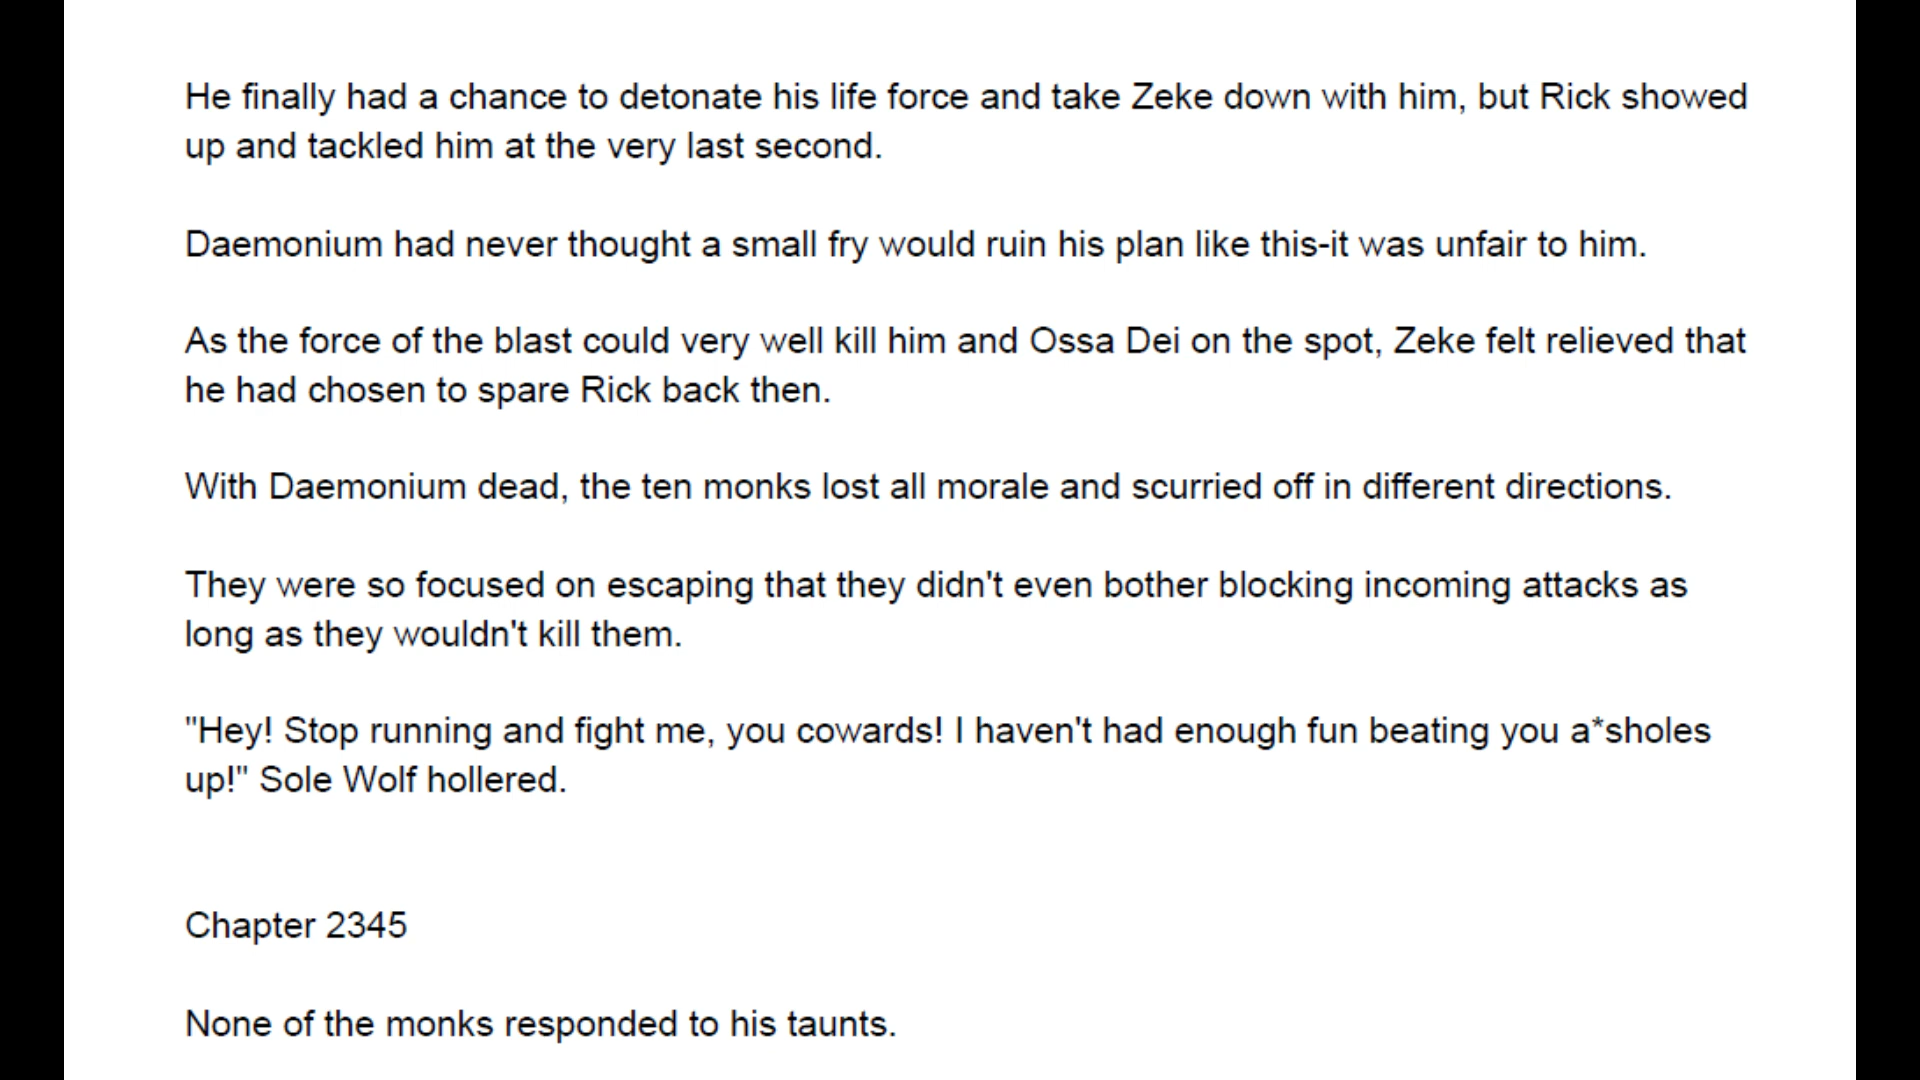 He finally had a chance to detonate his life force and take Zeke down with him, but Rick showed
up and tackled him at the very last second.
Daemonium had never thought a small fry would ruin his plan like this-it was unfair to him.
As the force of the blast could very well kill him and Ossa Dei on the spot, Zeke felt relieved that
he had chosen to spare Rick back then.
With Daemonium dead, the ten monks lost all morale and scurried off in different directions.
They were so focused on escaping that they didn't even bother blocking incoming attacks as
long as they wouldn't kill them.
"Hey! Stop running and fight me, you cowards! I haven't had enough fun beating you a*sholes
up!" Sole Wolf hollered.
Chapter 2345
None of the monks responded to his taunts.